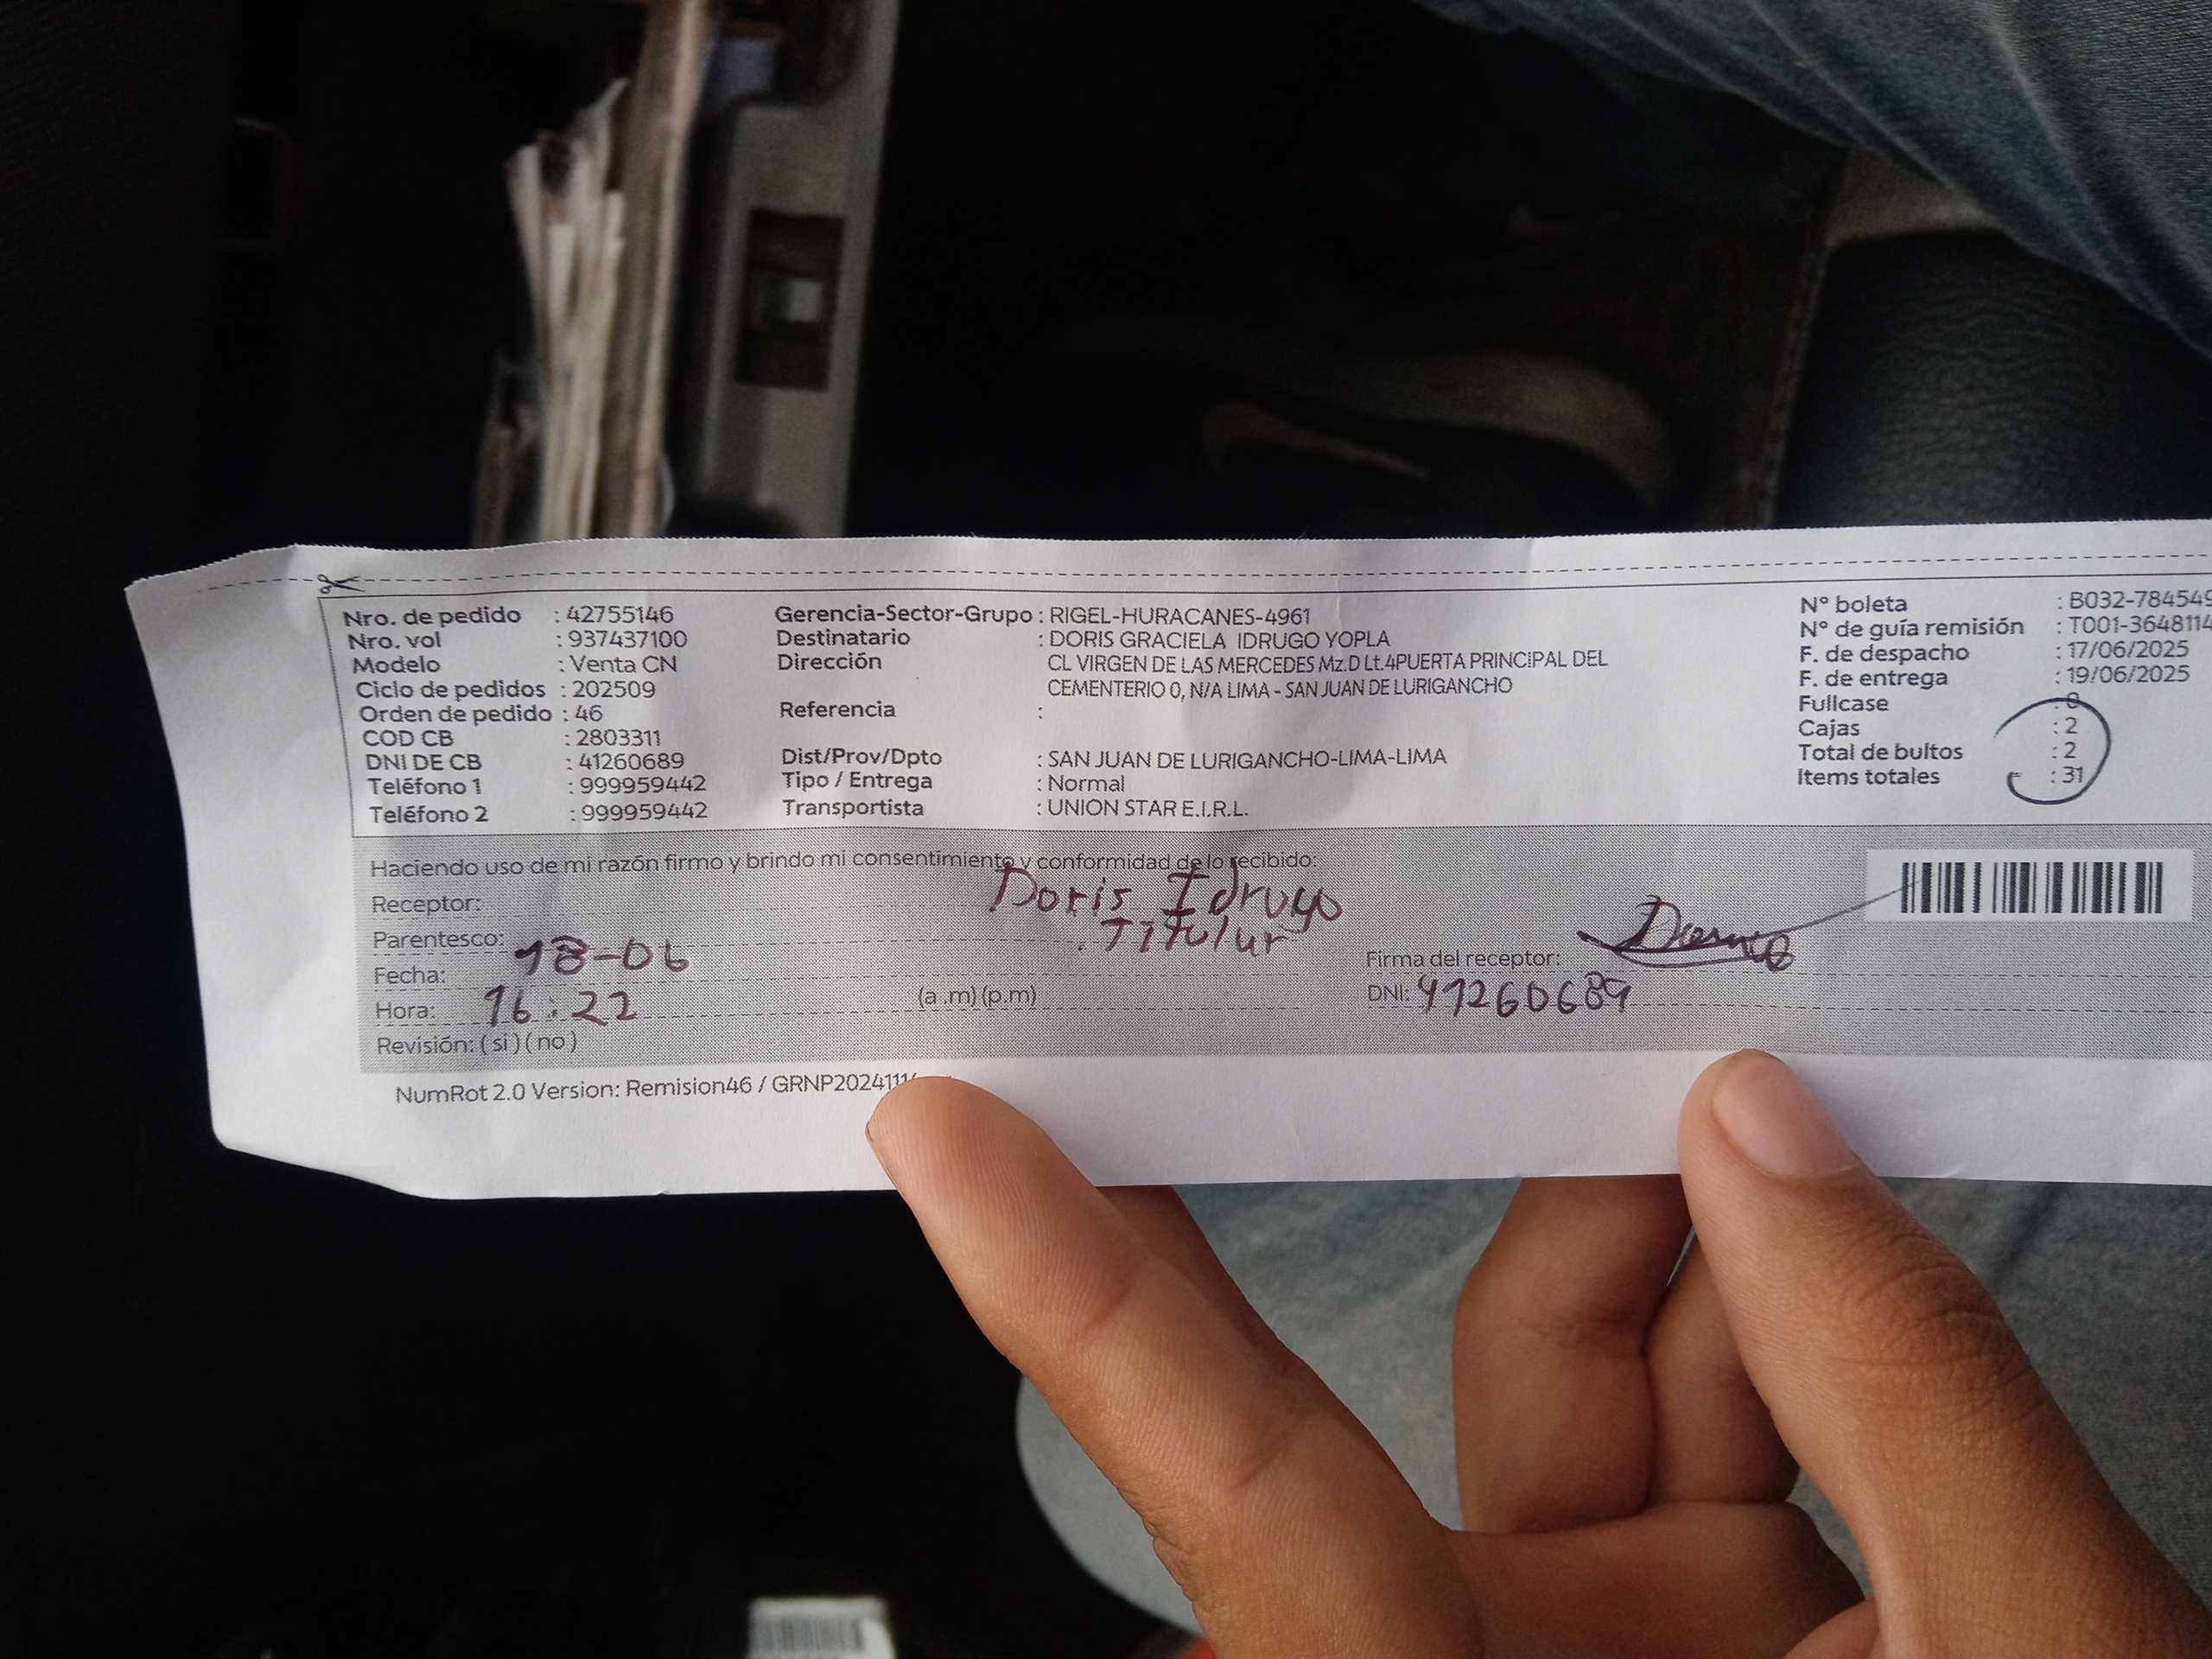 Nro. de pedido : 42755146
Nro. vol : 937437100
Modelo : Venta CN
Ciclo de pedidos : 202509
Orden de pedido : 46
COD CB : 2803311
DNI DE CB : 41260689
Teléfono 1 : 999959442
Teléfono 2 : 999959442
Gerencia-Sector-Grupo : RIGEL-HURACANES-4961
Destinatario : DORIS GRACIELA IDRUGO YOPLA
Dirección CL VIRGEN DE LAS MERCEDES Mz.D Lt.4PUERTA PRINCIPAL DEL
CEMENTERIO 0, N/A LIMA - SAN JUAN DE LURIGANCHO
Referencia :
Dist/Prov/Dpto : SAN JUAN DE LURIGANCHO-LIMA-LIMA
Tipo / Entrega : Normal
Transportista : UNION STAR E.I.R.L.
N° boleta : B032-784549
N° de guía remisión : T001-3648114
F. de despacho : 17/06/2025
F. de entrega : 19/06/2025
Fullcase : 0
Cajas : 2
Total de bultos : 2
Items totales : 31
Haciendo uso de mi razón firmo y brindo mi consentimiento y conformidad de lo recibido:
Receptor: Doris Idrugo
Parentesco: Titular
Fecha: 18-06
Hora: 16:22 (a.m) (p.m)
Revisión: ( si ) ( no )
Firma del receptor:
DNI: 41260689
NumRot 2.0 Version: Remision46 / GRNP2024111